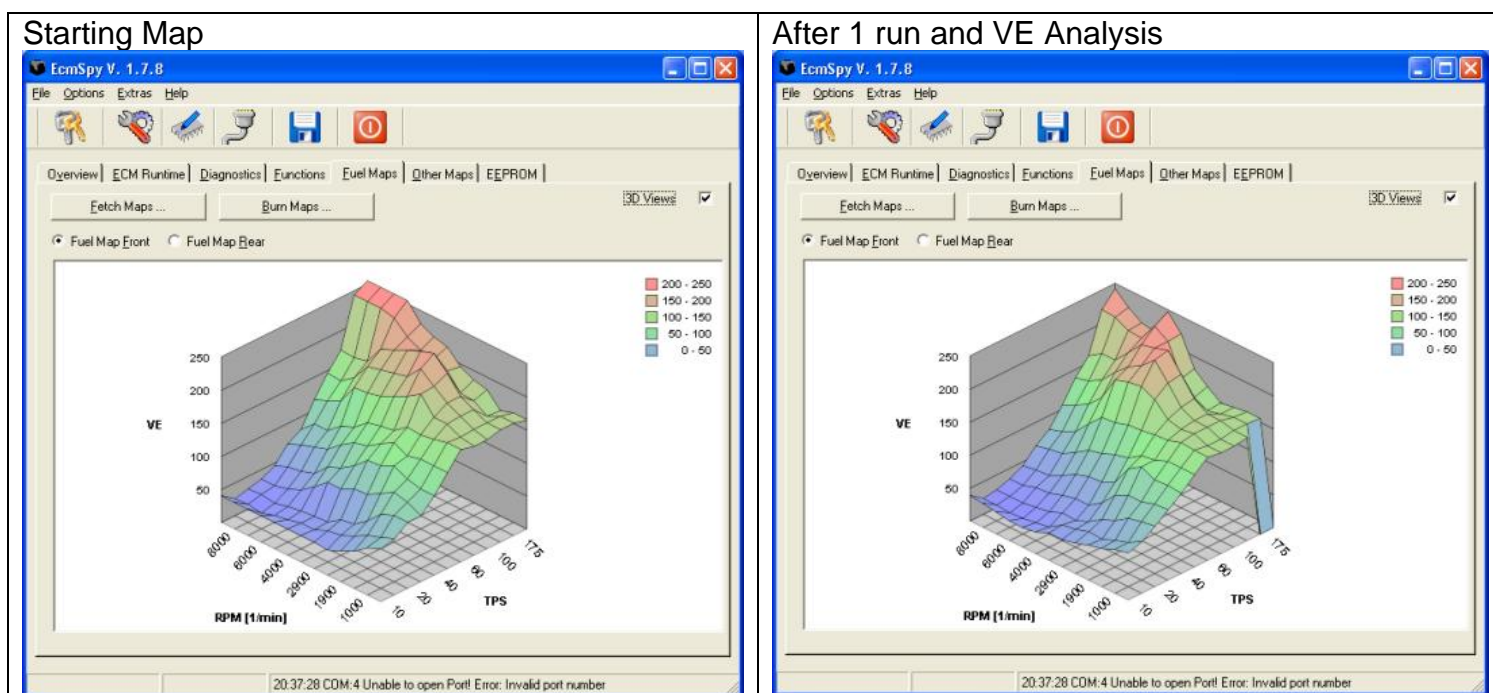 Starting Map
EcmSpy V. 1.7.8
File Options Extras Help
Overview ECM Runtime Diagnostics Functions Fuel Maps Other Maps EEPROM
Fetch Maps ... Burn Maps ... 3D Views
Fuel Map Front Fuel Map Rear
200 - 250
150 - 200
100 - 150
50 - 100
0 - 50
250
200
VE 150
100
50
8000
6000
4000
2900
1900
1000
RPM [1/min]
10
20
40
100
175
TPS
20:37:28 COM:4 Unable to open Port! Error: Invalid port number
After 1 run and VE Analysis
EcmSpy V. 1.7.8
File Options Extras Help
Overview ECM Runtime Diagnostics Functions Fuel Maps Other Maps EEPROM
Fetch Maps ... Burn Maps ... 3D Views
Fuel Map Front Fuel Map Rear
200 - 250
150 - 200
100 - 150
50 - 100
0 - 50
250
200
VE 150
100
50
8000
6000
4000
2900
1900
1000
RPM [1/min]
10
20
40
100
175
TPS
20:37:28 COM:4 Unable to open Port! Error: Invalid port number